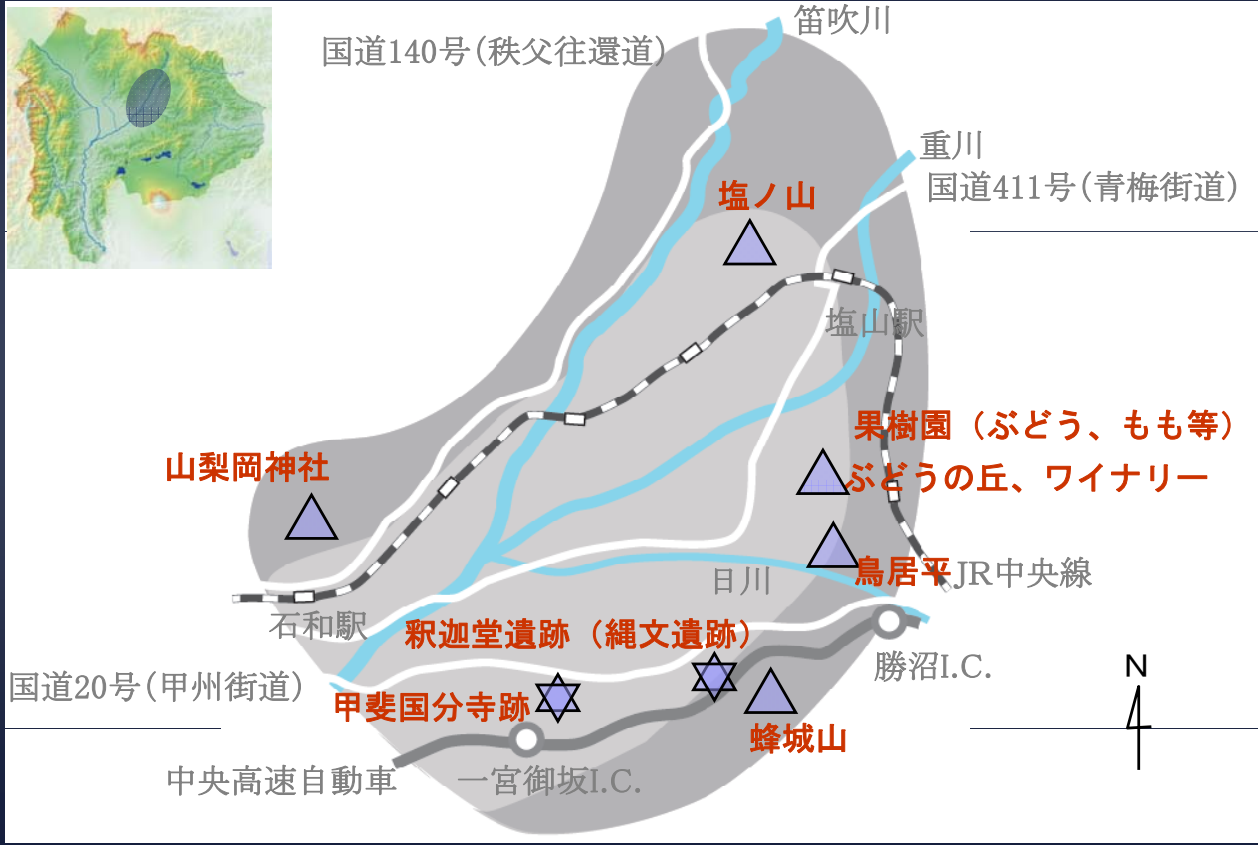 笛吹川
国道140号(秩父往還道)
重川
国道411号(青梅街道)
塩ノ山
塩山駅
果樹園（ぶどう、もも等）
山梨岡神社
ぶどうの丘、ワイナリー
鳥居平
JR中央線
日川
石和駅
釈迦堂遺跡（縄文遺跡）
勝沼I.C.
N
国道20号(甲州街道)
甲斐国分寺跡
蜂城山
中央高速自動車
一宮御坂I.C.